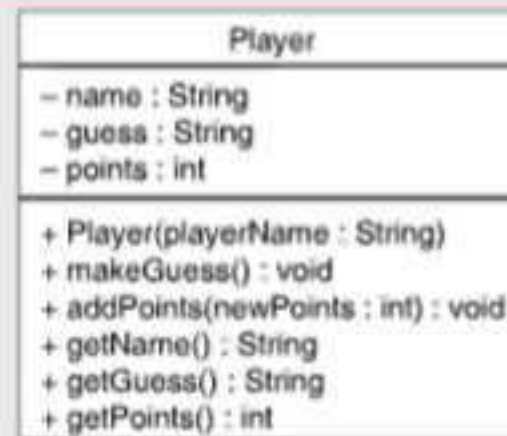 Player
– name : String
– guess : String
– points : int
+ Player(playerName : String)
+ makeGuess() : void
+ addPoints(newPoints : int) : void
+ getName() : String
+ getGuess() : String
+ getPoints() : int